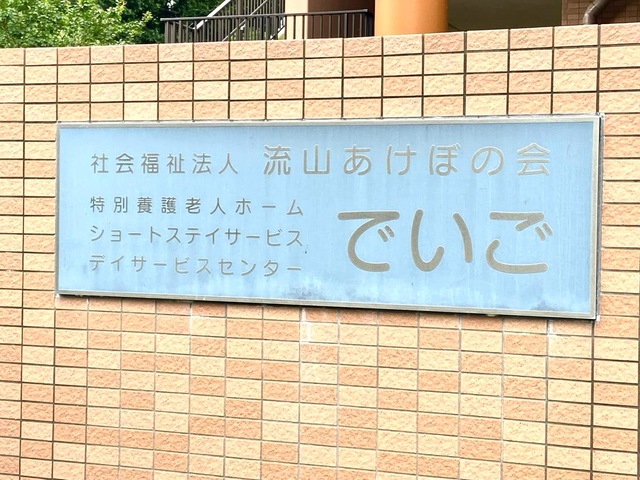 社会福祉法人 流山あけぼの会
特別養護老人ホーム
ショートステイサービス
デイサービスセンター
でいご